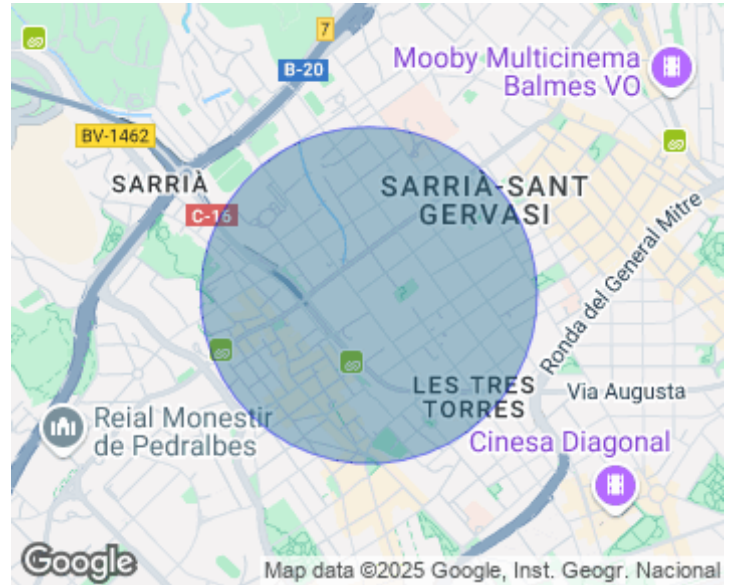 7
B-20
Mooby Multicinema
Balmes VO
BV-1462
SARRIÀ
SARRIÀ-SANT
GERVASI
C-16
Ronda del General Mitre
LES TRES
TORRES
Via Augusta
Reial Monestir
de Pedralbes
Cinesa Diagonal
Google
Map data ©2025 Google, Inst. Geogr. Nacional